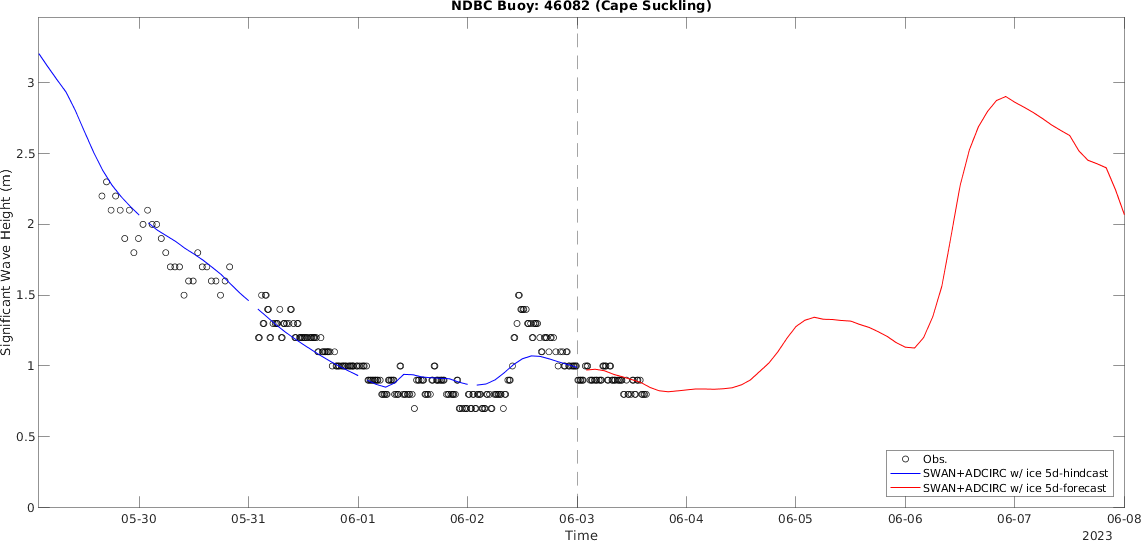 NDBC Buoy: 46082 (Cape Suckling)
Significant Wave Height (m)
3
2.5
2
1.5
1
0.5
0
Obs.
SWAN+ADCIRC w/ ice 5d-hindcast
SWAN+ADCIRC w/ ice 5d-forecast
05-30 05-31 06-01 06-02 06-03 06-04 06-05 06-06 06-07 06-08
Time
2023